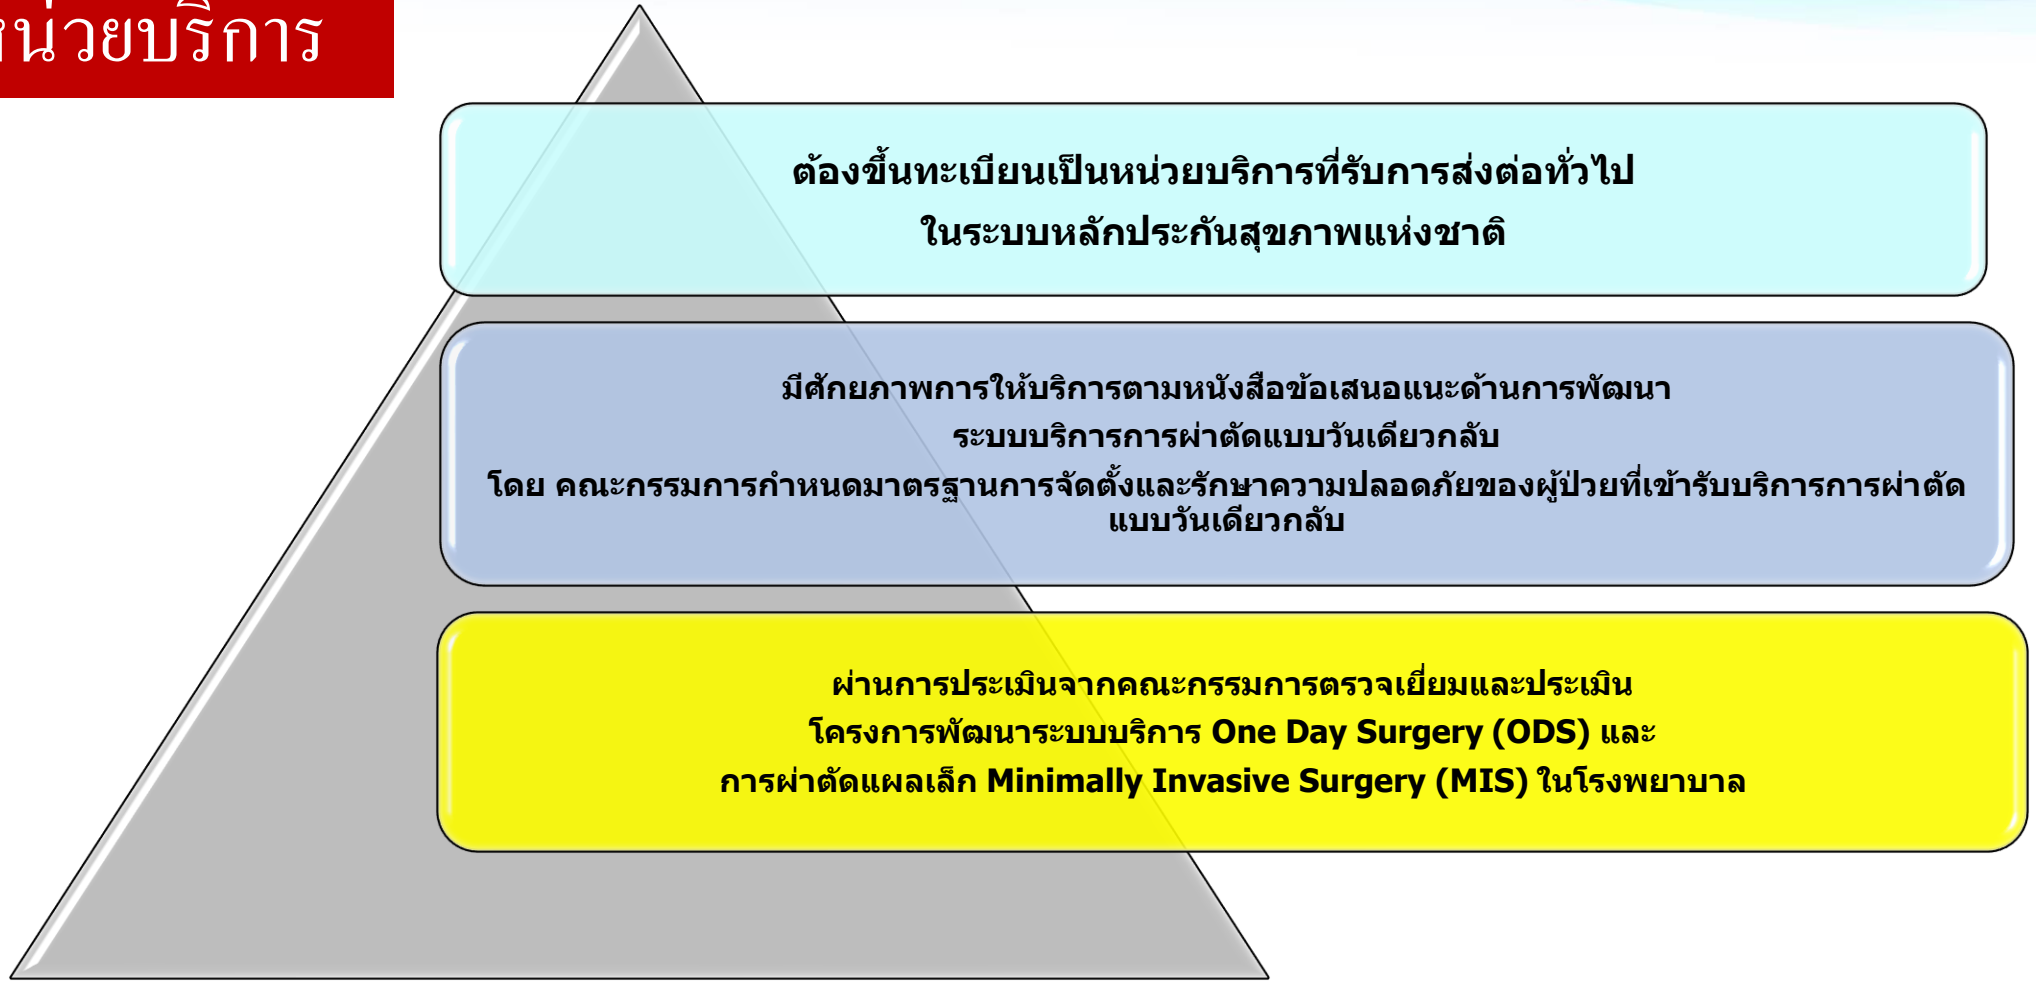 หน่วยบริการ
ต้องขึ้นทะเบียนเป็นหน่วยบริการที่รับการส่งต่อทั่วไป
ในระบบหลักประกันสุขภาพแห่งชาติ
มีศักยภาพการให้บริการตามหนังสือข้อเสนอแนะด้านการพัฒนา
ระบบบริการการผ่าตัดแบบวันเดียวกลับ
โดย คณะกรรมการกำหนดมาตรฐานการจัดตั้งและรักษาความปลอดภัยของผู้ป่วยที่เข้ารับบริการการผ่าตัด
แบบวันเดียวกลับ
ผ่านการประเมินจากคณะกรรมการตรวจเยี่ยมและประเมิน
โครงการพัฒนาระบบบริการ One Day Surgery (ODS) และ
การผ่าตัดแผลเล็ก Minimally Invasive Surgery (MIS) ในโรงพยาบาล